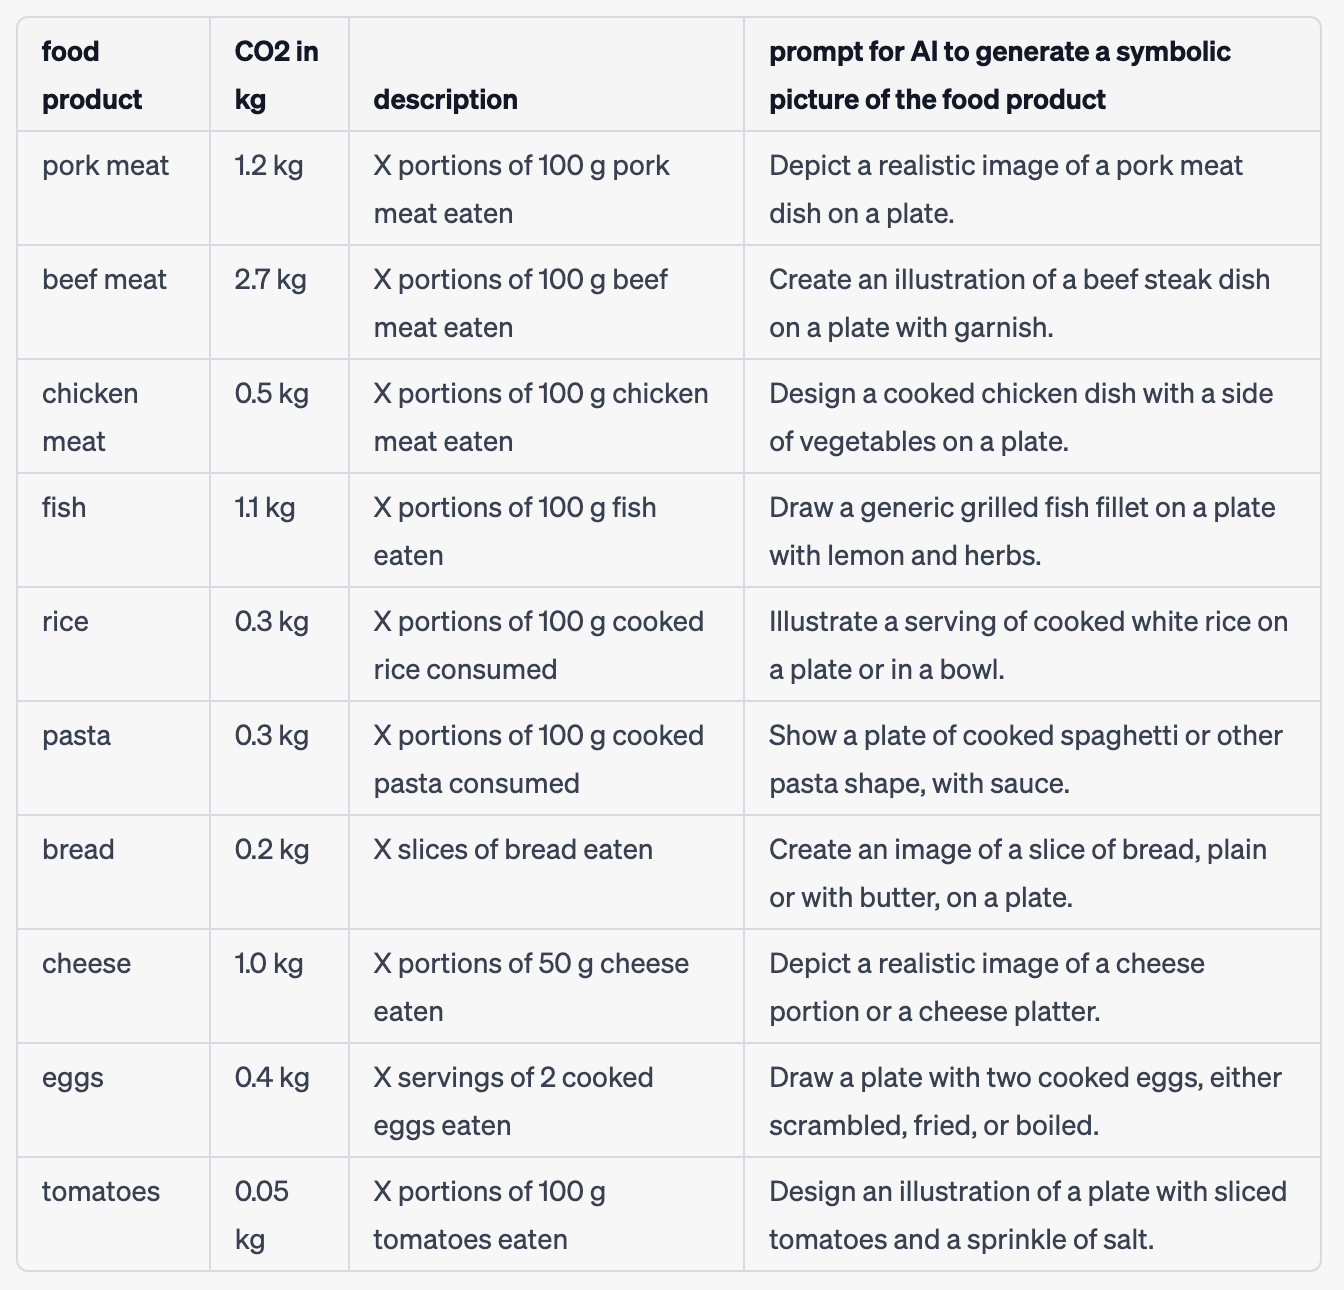 food product | CO2 in kg | description | prompt for AI to generate a symbolic picture of the food product
pork meat | 1.2 kg | X portions of 100 g pork meat eaten | Depict a realistic image of a pork meat dish on a plate.
beef meat | 2.7 kg | X portions of 100 g beef meat eaten | Create an illustration of a beef steak dish on a plate with garnish.
chicken meat | 0.5 kg | X portions of 100 g chicken meat eaten | Design a cooked chicken dish with a side of vegetables on a plate.
fish | 1.1 kg | X portions of 100 g fish eaten | Draw a generic grilled fish fillet on a plate with lemon and herbs.
rice | 0.3 kg | X portions of 100 g cooked rice consumed | Illustrate a serving of cooked white rice on a plate or in a bowl.
pasta | 0.3 kg | X portions of 100 g cooked pasta consumed | Show a plate of cooked spaghetti or other pasta shape, with sauce.
bread | 0.2 kg | X slices of bread eaten | Create an image of a slice of bread, plain or with butter, on a plate.
cheese | 1.0 kg | X portions of 50 g cheese eaten | Depict a realistic image of a cheese portion or a cheese platter.
eggs | 0.4 kg | X servings of 2 cooked eggs eaten | Draw a plate with two cooked eggs, either scrambled, fried, or boiled.
tomatoes | 0.05 kg | X portions of 100 g tomatoes eaten | Design an illustration of a plate with sliced tomatoes and a sprinkle of salt.